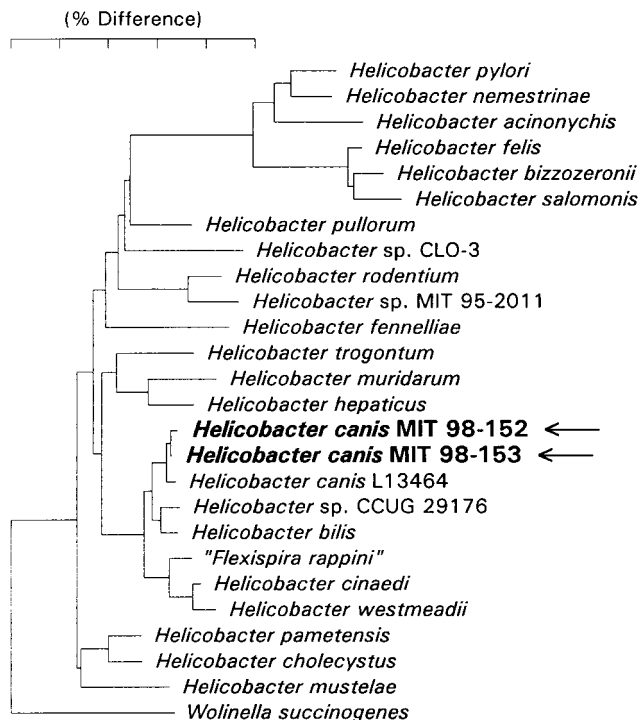 (% Difference)
Helicobacter pylori
Helicobacter nemestrinae
Helicobacter acinonychis
Helicobacter felis
Helicobacter bizzozeronii
Helicobacter salomonis
Helicobacter pullorum
Helicobacter sp. CLO-3
Helicobacter rodentium
Helicobacter sp. MIT 95-2011
Helicobacter fennelliae
Helicobacter trogontum
Helicobacter muridarum
Helicobacter hepaticus
Helicobacter canis MIT 98-152
Helicobacter canis MIT 98-153
Helicobacter canis L13464
Helicobacter sp. CCUG 29176
Helicobacter bilis
"Flexispira rappini"
Helicobacter cinaedi
Helicobacter westmeadii
Helicobacter pametensis
Helicobacter cholecystus
Helicobacter mustelae
Wolinella succinogenes